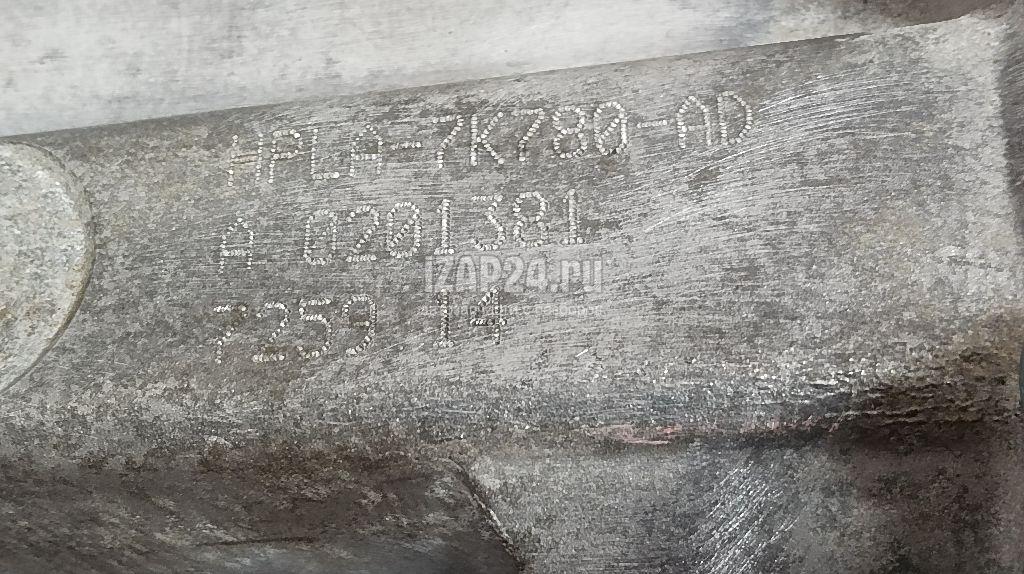 HPLA-7K780-AD
A 0201381
IZAP24.ru
7259 14